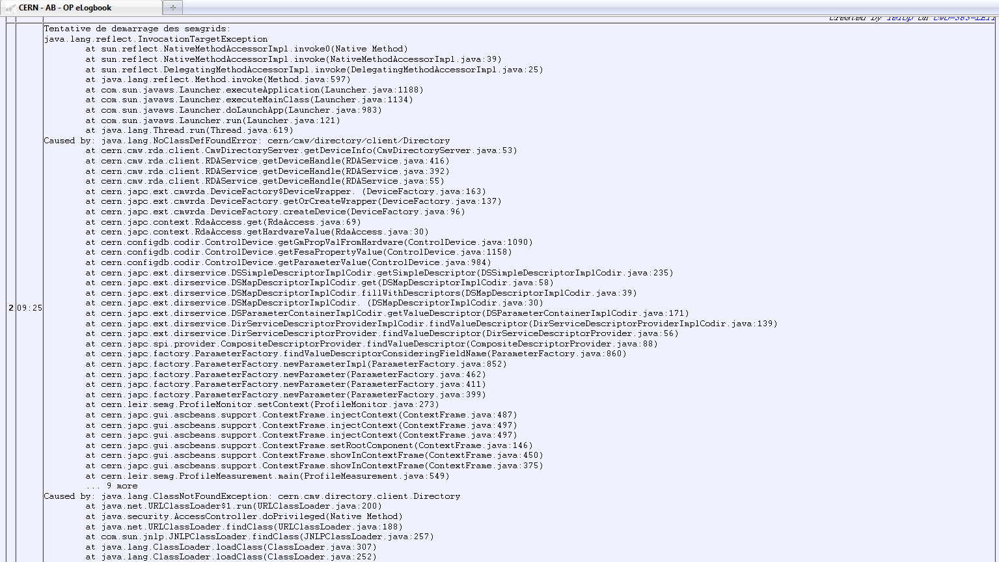 CERN - AB - OP eLogbook
created by leiop on
Tentative de demarrage des semgrids:
java.lang.reflect.InvocationTargetException
at sun.reflect.NativeMethodAccessorImpl.invoke0(Native Method)
at sun.reflect.NativeMethodAccessorImpl.invoke(NativeMethodAccessorImpl.java:39)
at sun.reflect.DelegatingMethodAccessorImpl.invoke(DelegatingMethodAccessorImpl.java:25)
at java.lang.reflect.Method.invoke(Method.java:597)
at com.sun.javaws.Launcher.executeApplication(Launcher.java:1188)
at com.sun.javaws.Launcher.executeMainClass(Launcher.java:1134)
at com.sun.javaws.Launcher.doLaunchApp(Launcher.java:983)
at com.sun.javaws.Launcher.run(Launcher.java:121)
at java.lang.Thread.run(Thread.java:619)
Caused by: java.lang.NoClassDefFoundError: cern/cmw/directory/client/Directory
at cern.cmw.rda.client.CmwDirectoryServer.getDeviceInfo(CmwDirectoryServer.java:53)
at cern.cmw.rda.client.RDAService.getDeviceHandle(RDAService.java:416)
at cern.cmw.rda.client.RDAService.getDeviceHandle(RDAService.java:392)
at cern.cmw.rda.client.RDAService.getDeviceHandle(RDAService.java:55)
at cern.japc.ext.cmwrda.DeviceFactory$DeviceWrapper. (DeviceFactory.java:163)
at cern.japc.ext.cmwrda.DeviceFactory.getOrCreateWrapper(DeviceFactory.java:137)
at cern.japc.ext.cmwrda.DeviceFactory.createDevice(DeviceFactory.java:96)
at cern.japc.context.RdaAccess.get(RdaAccess.java:69)
at cern.japc.context.RdaAccess.getHardwareValue(RdaAccess.java:30)
at cern.configdb.codir.ControlDevice.getGmPropValFromHardware(ControlDevice.java:1090)
at cern.configdb.codir.ControlDevice.getFesaPropertyValue(ControlDevice.java:1158)
at cern.configdb.codir.ControlDevice.getParameterValue(ControlDevice.java:984)
at cern.japc.ext.dirservice.DSSimpleDescriptorImplCodir.getSimpleDescriptor(DSSimpleDescriptorImplCodir.java:235)
at cern.japc.ext.dirservice.DSMapDescriptorImplCodir.get(DSMapDescriptorImplCodir.java:58)
at cern.japc.ext.dirservice.DSMapDescriptorImplCodir.fillWithDescriptors(DSMapDescriptorImplCodir.java:39)
at cern.japc.ext.dirservice.DSMapDescriptorImplCodir. (DSMapDescriptorImplCodir.java:30)
2 09:25
at cern.japc.ext.dirservice.DSParameterContainerImplCodir.getValueDescriptor(DSParameterContainerImplCodir.java:171)
at cern.japc.ext.dirservice.DirServiceDescriptorProviderImplCodir.findValueDescriptor(DirServiceDescriptorProviderImplCodir.java:139)
at cern.japc.ext.dirservice.DirServiceDescriptorProvider.findValueDescriptor(DirServiceDescriptorProvider.java:56)
at cern.japc.spi.provider.CompositeDescriptorProvider.findValueDescriptor(CompositeDescriptorProvider.java:88)
at cern.japc.factory.ParameterFactory.findValueDescriptorConsideringFieldName(ParameterFactory.java:860)
at cern.japc.factory.ParameterFactory.newParameterImpl(ParameterFactory.java:852)
at cern.japc.factory.ParameterFactory.newParameter(ParameterFactory.java:462)
at cern.japc.factory.ParameterFactory.newParameter(ParameterFactory.java:411)
at cern.japc.factory.ParameterFactory.newParameter(ParameterFactory.java:399)
at cern.leir.semg.ProfileMonitor.setContext(ProfileMonitor.java:273)
at cern.japc.gui.ascbeans.support.ContextFrame.injectContext(ContextFrame.java:487)
at cern.japc.gui.ascbeans.support.ContextFrame.injectContext(ContextFrame.java:497)
at cern.japc.gui.ascbeans.support.ContextFrame.injectContext(ContextFrame.java:497)
at cern.japc.gui.ascbeans.support.ContextFrame.setRootComponent(ContextFrame.java:146)
at cern.japc.gui.ascbeans.support.ContextFrame.showInContextFrame(ContextFrame.java:450)
at cern.japc.gui.ascbeans.support.ContextFrame.showInContextFrame(ContextFrame.java:375)
at cern.leir.semg.ProfileMeasurement.main(ProfileMeasurement.java:549)
... 9 more
Caused by: java.lang.ClassNotFoundException: cern.cmw.directory.client.Directory
at java.net.URLClassLoader$1.run(URLClassLoader.java:200)
at java.security.AccessController.doPrivileged(Native Method)
at java.net.URLClassLoader.findClass(URLClassLoader.java:188)
at com.sun.jnlp.JNLPClassLoader.findClass(JNLPClassLoader.java:257)
at java.lang.ClassLoader.loadClass(ClassLoader.java:307)
at java.lang.ClassLoader.loadClass(ClassLoader.java:252)